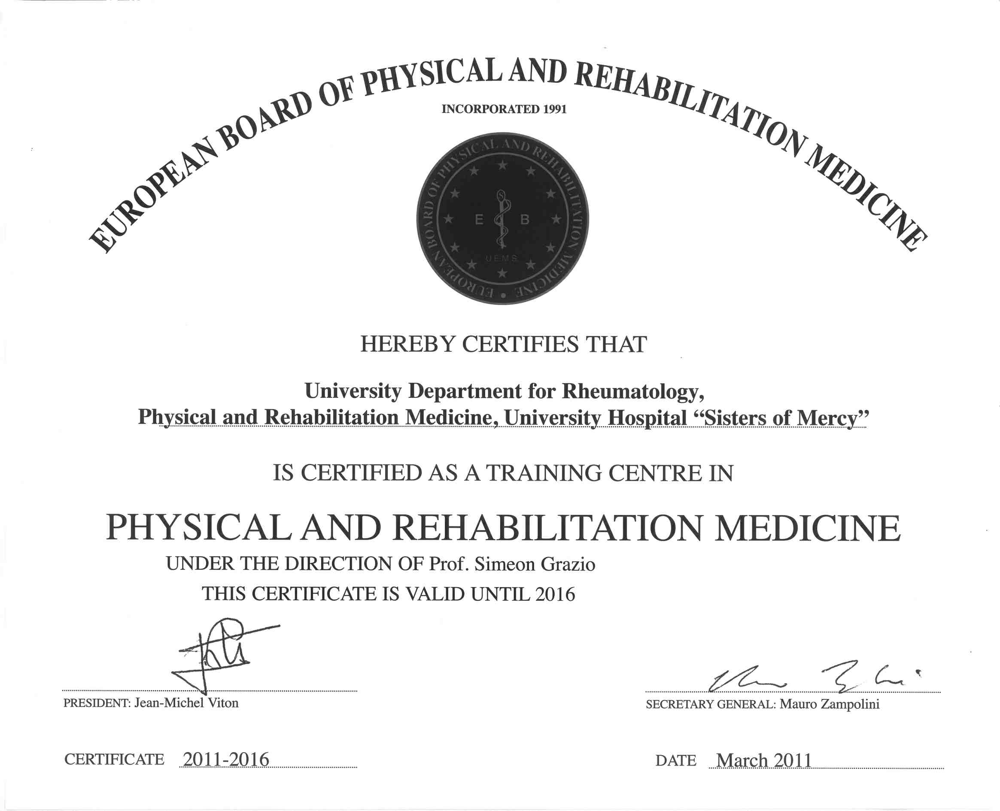 EUROPEAN BOARD OF PHYSICAL AND REHABILITATION MEDICINE
INCORPORATED 1991
EUROPEAN BOARD OF PHYSICAL AND REHABILITATION MEDICINE
S
E B
U E M S
HEREBY CERTIFIES THAT
University Department for Rheumatology,
Physical and Rehabilitation Medicine, University Hospital “Sisters of Mercy”
IS CERTIFIED AS A TRAINING CENTRE IN
PHYSICAL AND REHABILITATION MEDICINE
UNDER THE DIRECTION OF Prof. Simeon Grazio
THIS CERTIFICATE IS VALID UNTIL 2016
PRESIDENT: Jean-Michel Viton
SECRETARY GENERAL: Mauro Zampolini
CERTIFICATE 2011-2016
DATE March 2011